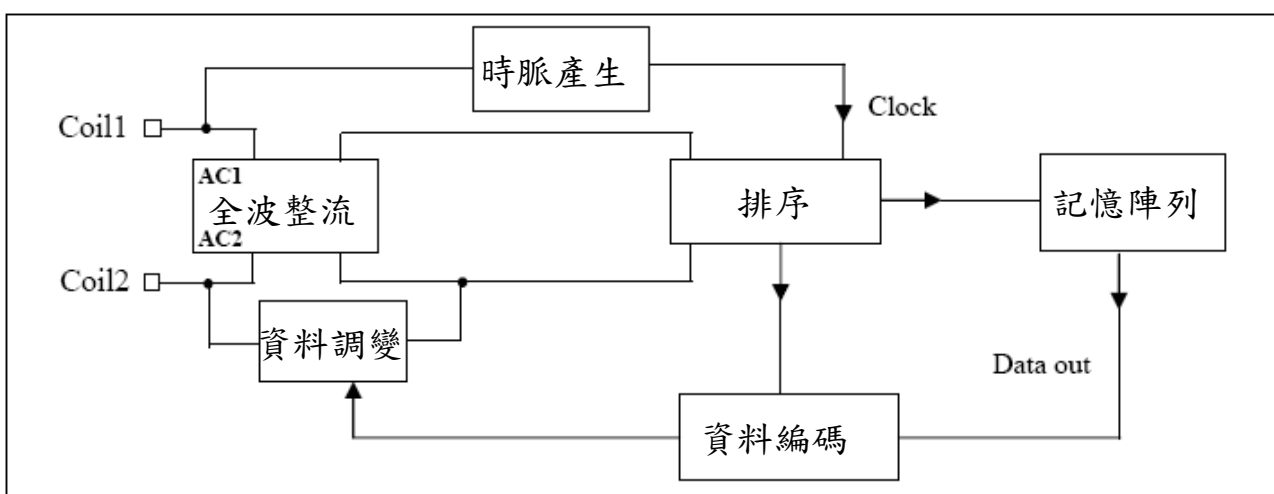 時脈產生
Clock
Coil1
AC1
全波整流
AC2
排序
記憶陣列
Coil2
資料調變
Data out
資料編碼